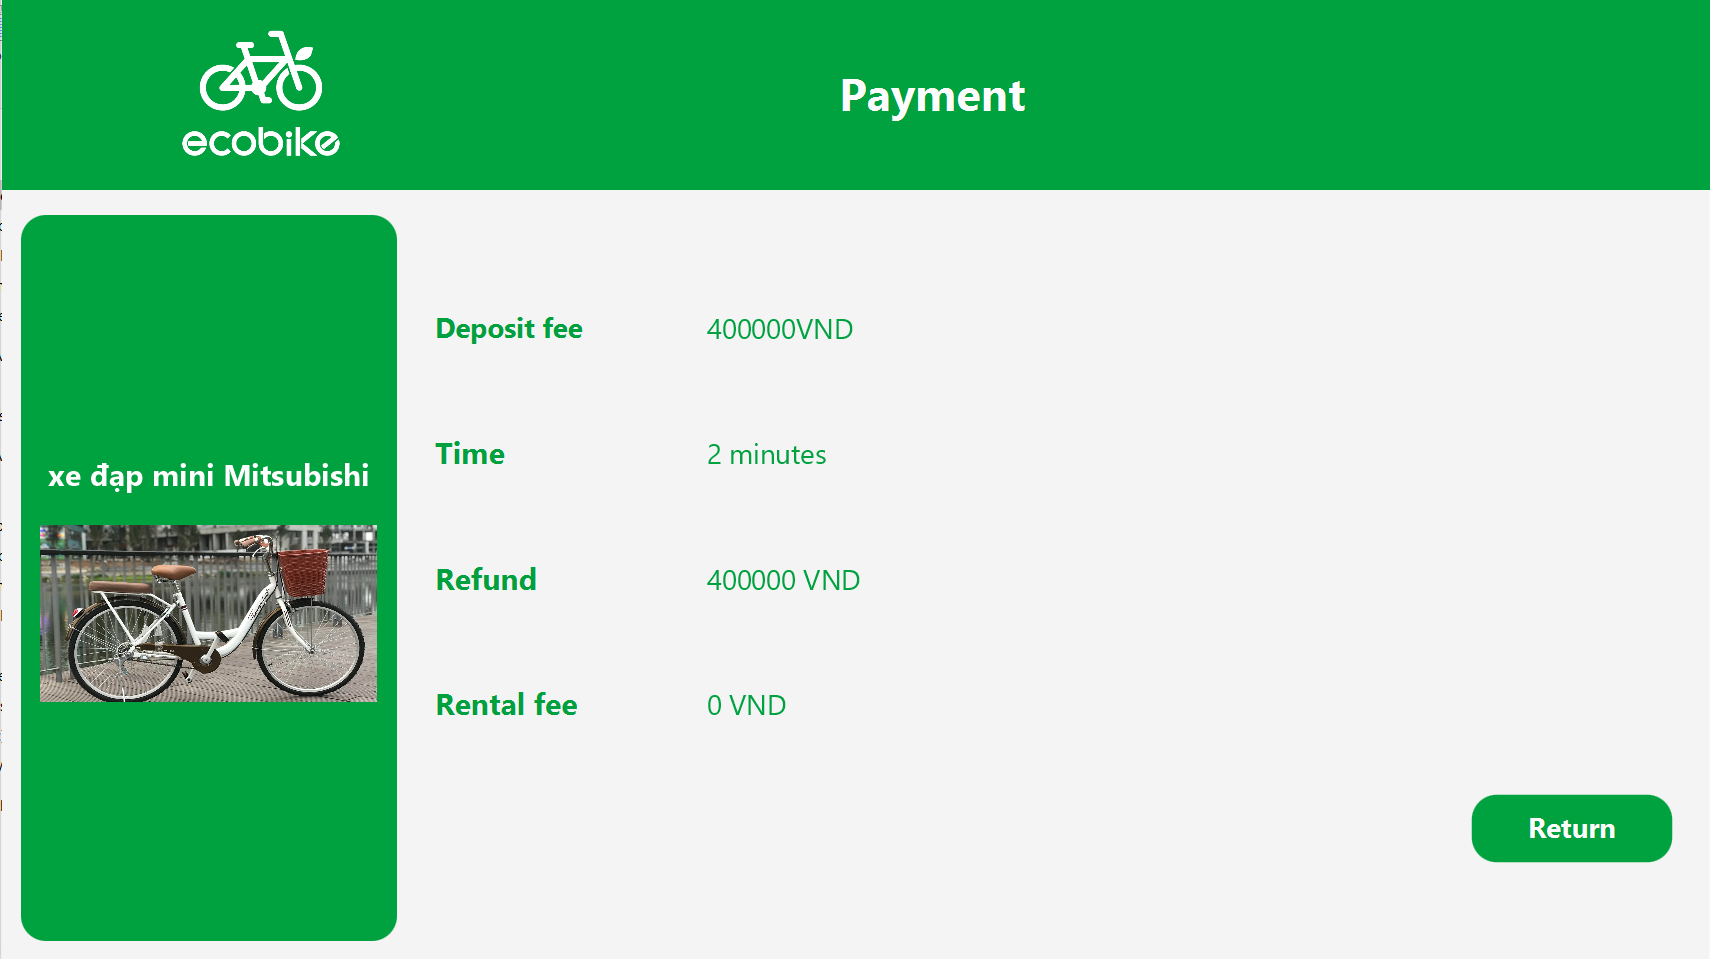 ecobike
Payment
xe đạp mini Mitsubishi
Deposit fee 400000VND
Time 2 minutes
Refund 400000 VND
Rental fee 0 VND
Return